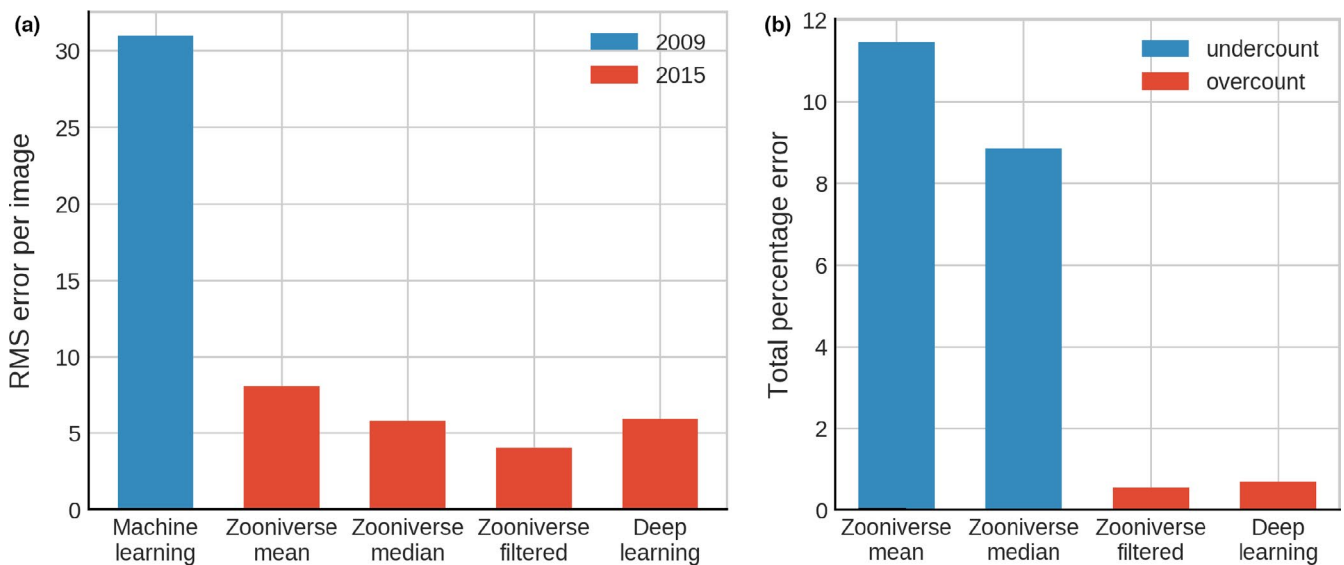 (a)
2009
2015
RMS error per image
30
25
20
15
10
5
0
Machine learning
Zooniverse mean
Zooniverse median
Zooniverse filtered
Deep learning
(b)
undercount
overcount
Total percentage error
12
10
8
6
4
2
0
Zooniverse mean
Zooniverse median
Zooniverse filtered
Deep learning